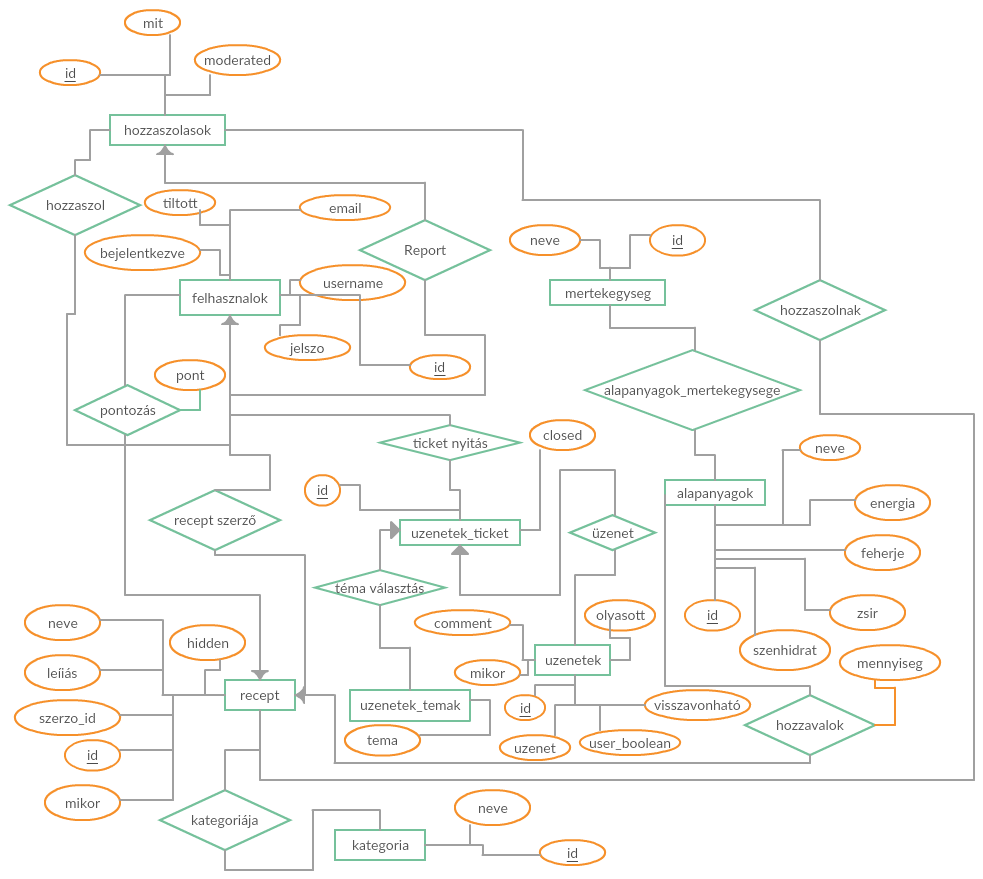 mit
id
moderated
hozzaszolasok
hozzaszol
tiltott
email
bejelentkezve
Report
neve
id
username
felhasznalok
mertekegyseg
hozzaszolnak
jelszo
id
pont
pontozás
alapanyagok_mertekegysege
ticket nyitás
closed
neve
id
alapanyagok
energia
recept szerző
uzenetek_ticket
üzenet
feherje
téma választás
neve
comment
olyasott
id
zsir
hidden
szenhidrat
leíiás
mikor
uzenetek
mennyiseg
recept
uzenetek_temak
id
visszavonható
szerzo_id
hozzavalok
tema
uzenet
user_boolean
id
mikor
kategoriája
neve
kategoria
id